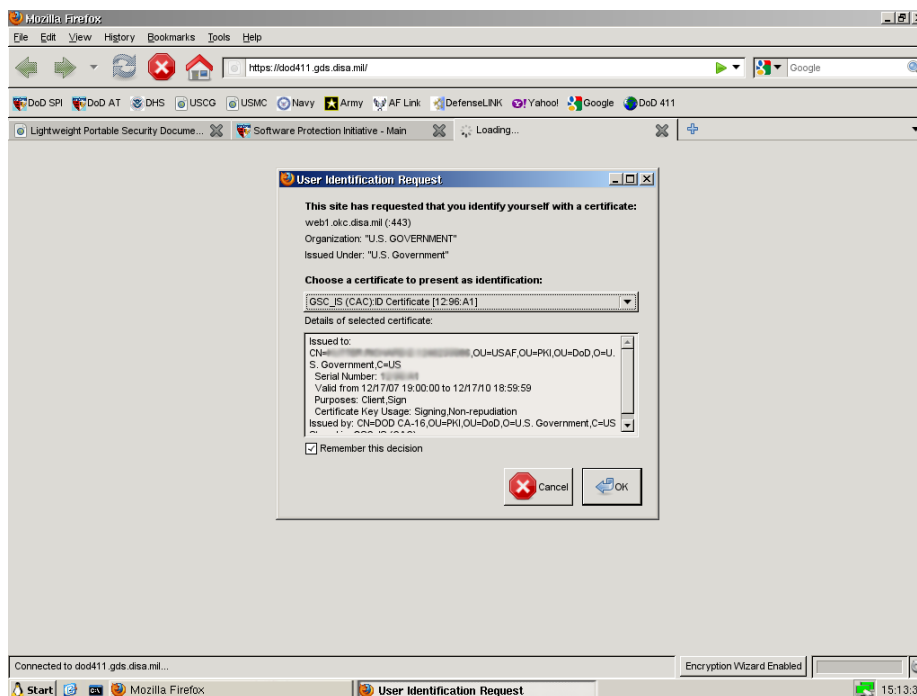 Mozilla Firefox
File Edit View History Bookmarks Tools Help
https://dod411.gds.disa.mil/ Google
DoD SPI DoD AT DHS USCG USMC Navy Army AF Link DefenseLINK Yahoo! Google DoD 411
Lightweight Portable Security Docume... Software Protection Initiative - Main Loading...
User Identification Request
This site has requested that you identify yourself with a certificate:
web1.okc.disa.mil (:443)
Organization: "U.S. GOVERNMENT"
Issued Under: "U.S. Government"
Choose a certificate to present as identification:
GSC_IS (CAC):ID Certificate [12:96:A1]
Details of selected certificate:
Issued to:
CN= ,OU=USAF,OU=PKI,OU=DoD,O=U.
S. Government,C=US
Serial Number:
Valid from 12/17/07 19:00:00 to 12/17/10 18:59:59
Purposes: Client,Sign
Certificate Key Usage: Signing,Non-repudiation
Issued by: CN=DOD CA-16,OU=PKI,OU=DoD,O=U.S. Government,C=US
Remember this decision
Cancel OK
Connected to dod411.gds.disa.mil... Encryption Wizard Enabled
Start Mozilla Firefox User Identification Request 15:13:3